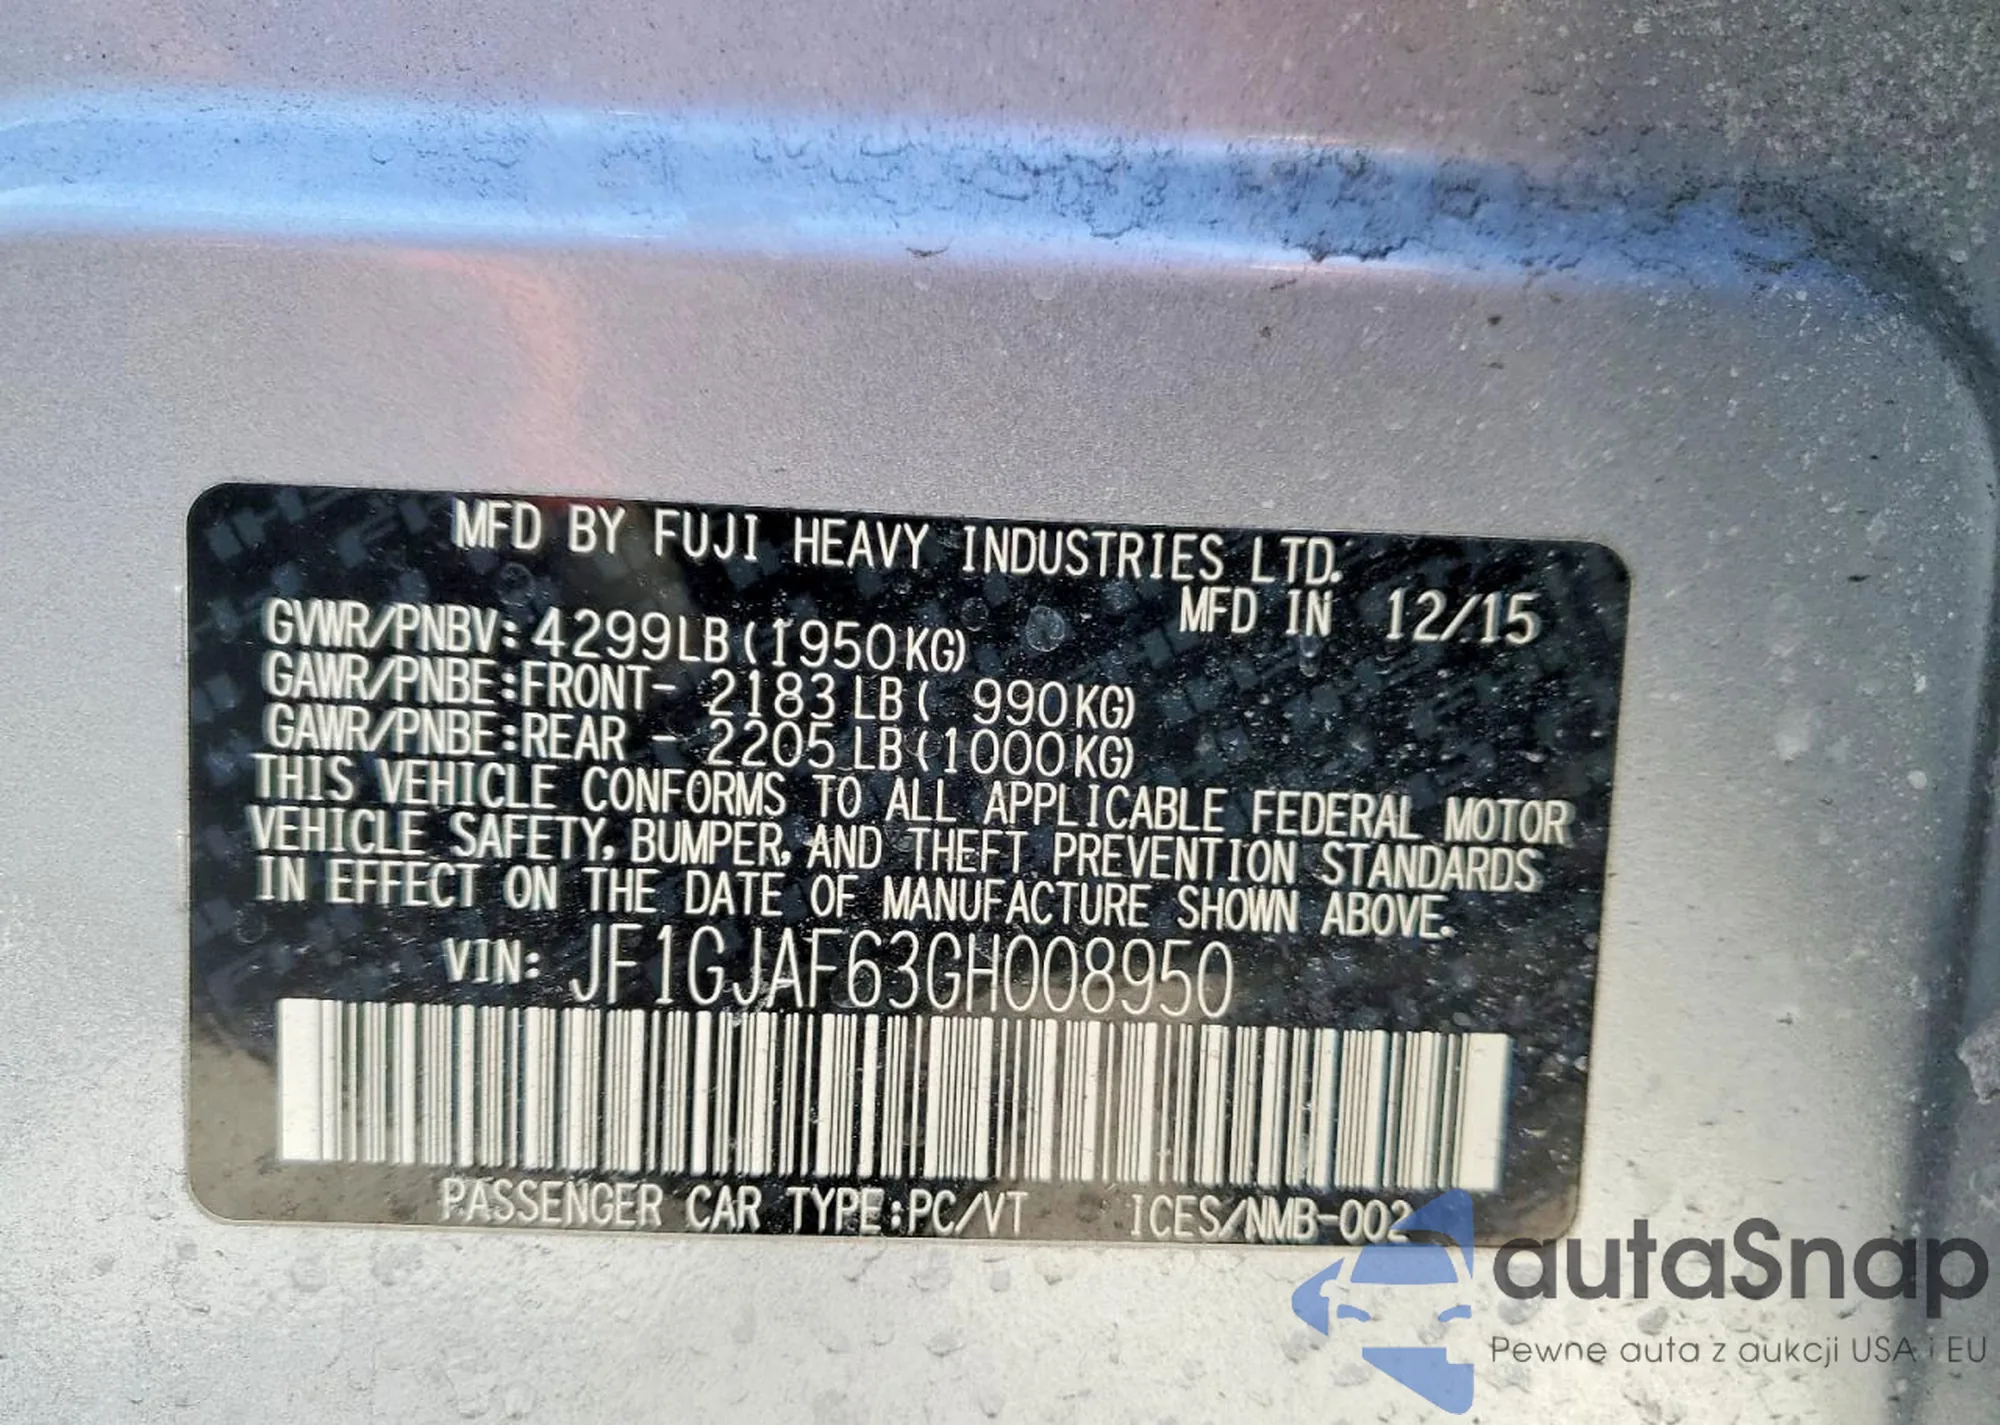 MFD BY FUJI HEAVY INDUSTRIES LTD.
MFD IN 12/15
GVWR/PNBV: 4299LB (1950KG)
GAWR/PNBE:FRONT- 2183 LB ( 990KG)
GAWR/PNBE:REAR - 2205 LB (1000KG)
THIS VEHICLE CONFORMS TO ALL APPLICABLE FEDERAL MOTOR
VEHICLE SAFETY, BUMPER, AND THEFT PREVENTION STANDARDS
IN EFFECT ON THE DATE OF MANUFACTURE SHOWN ABOVE.
VIN: JF1GJAF63GH008950
PASSENGER CAR TYPE:PC/VT ICES/NMB-002
autaSnap
Pewne auta z aukcji USA i EU